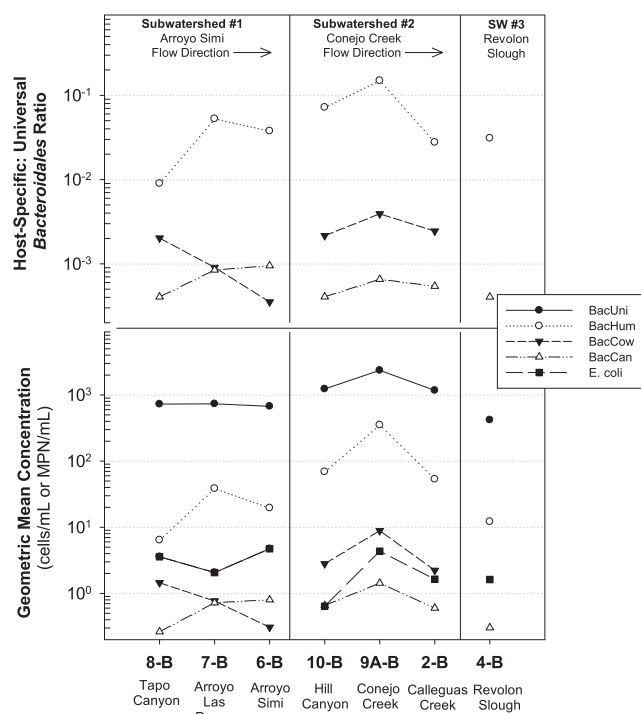 Subwatershed #1
Arroyo Simi
Flow Direction
Subwatershed #2
Conejo Creek
Flow Direction
SW #3
Revolon
Slough
Host-Specific: Universal
Bacteroidales Ratio
10-1
10-2
10-3
BacUni
BacHum
BacCow
BacCan
E. coli
Geometric Mean Concentration
(cells/mL or MPN/mL)
103
102
101
100
8-B 7-B 6-B 10-B 9A-B 2-B 4-B
Tapo Arroyo Arroyo Hill Conejo Calleguas Revolon
Canyon Las Simi Canyon Creek Creek Slough